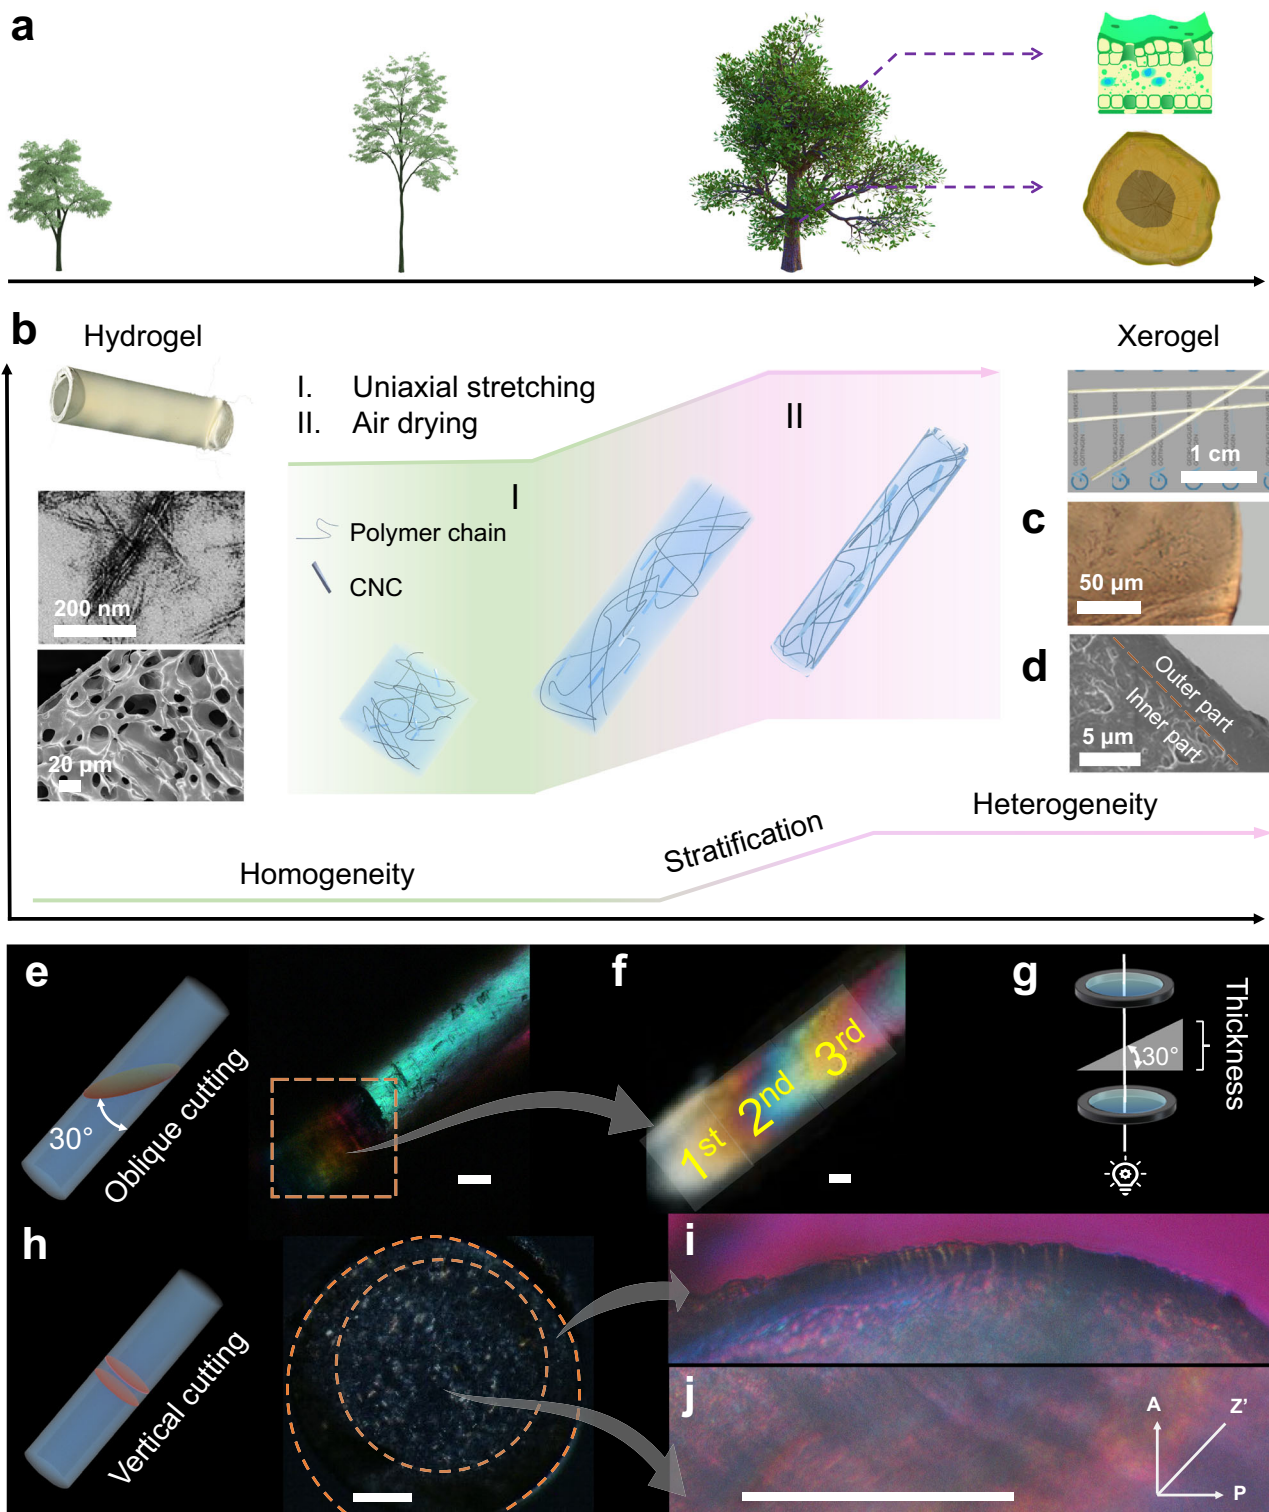 a
b
Hydrogel
Xerogel
I. Uniaxial stretching
II. Air drying
I
II
Polymer chain
CNC
200 nm
20 µm
1 cm
c
50 µm
d
Outer part
Inner part
5 µm
Homogeneity
Stratification
Heterogeneity
e
30°
Oblique cutting
f
1st
2nd
3rd
g
30°
Thickness
h
Vertical cutting
i
j
A
Z'
P